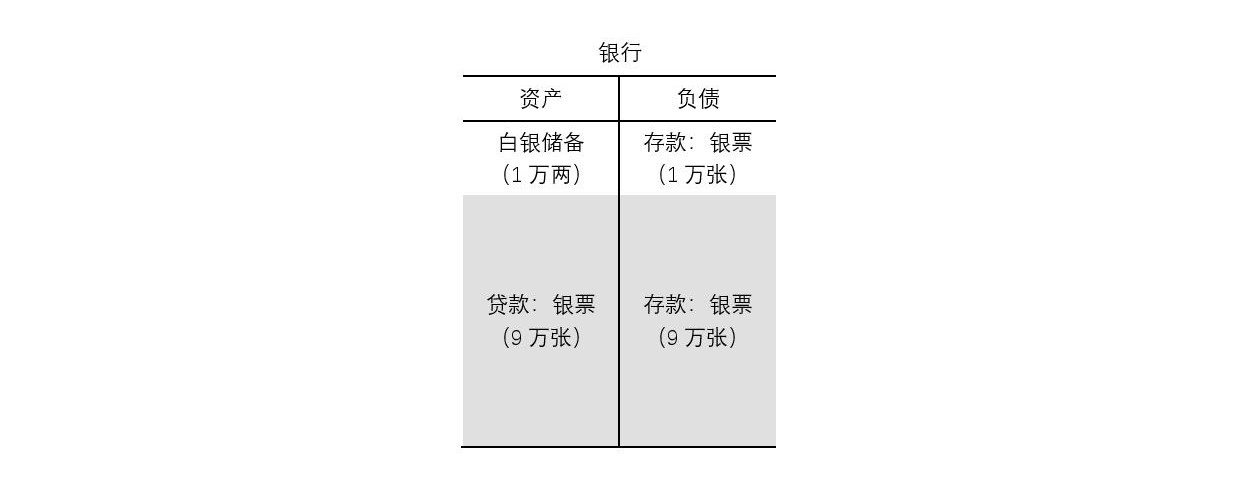 银行
资产
负债
白银储备
（1 万两）
存款：银票
（1 万张）
贷款：银票
（9 万张）
存款：银票
（9 万张）